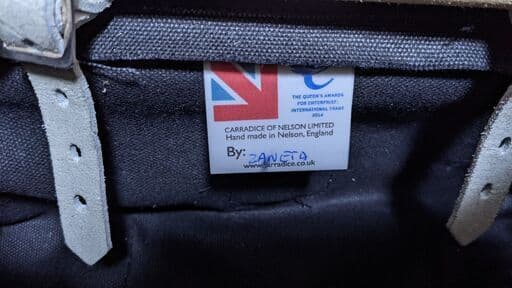 THE QUEEN'S AWARDS
FOR ENTERPRISE:
INTERNATIONAL TRADE
2014
CARRADICE OF NELSON LIMITED
Hand made in Nelson, England
By: ZANETA
www.carradice.co.uk